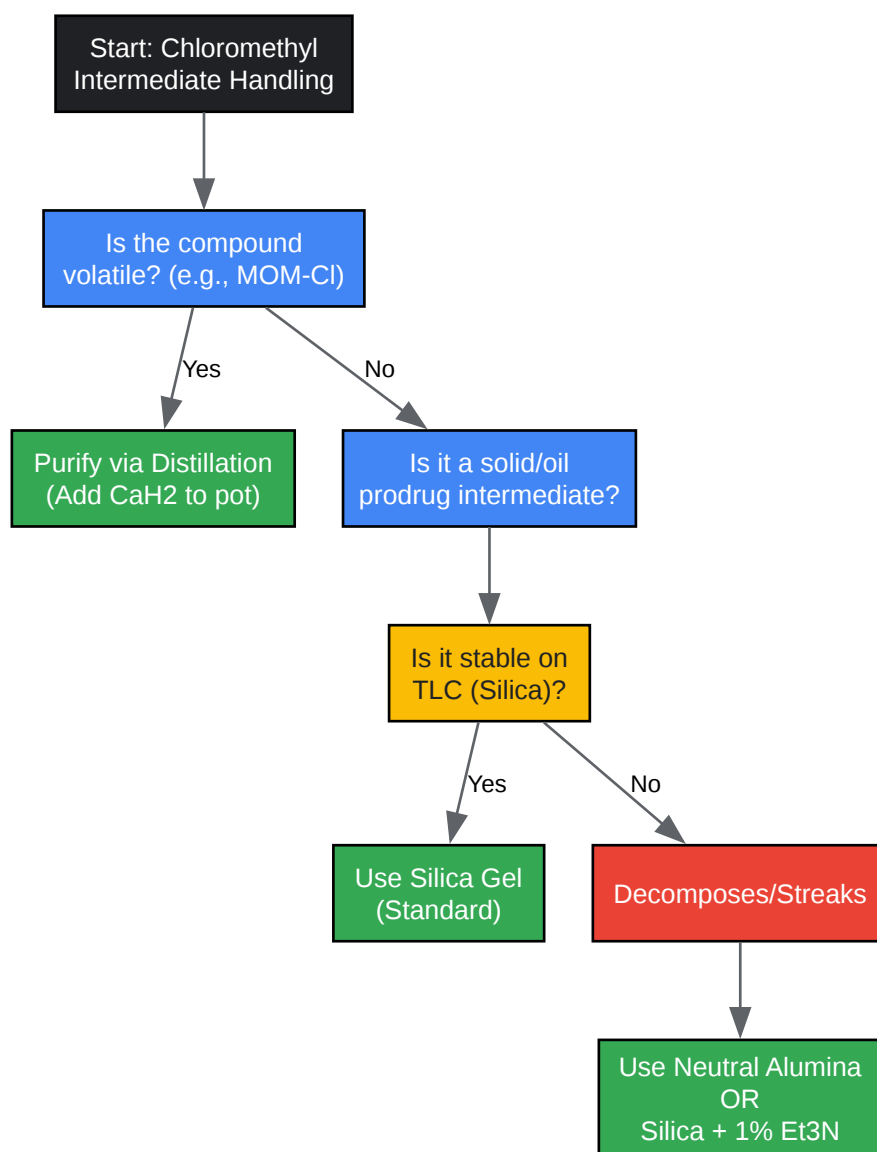 Start: Chloromethyl
Intermediate Handling
Is the compound
volatile? (e.g., MOM-Cl)
Yes
No
Purify via Distillation
(Add CaH2 to pot)
Is it a solid/oil
prodrug intermediate?
Is it stable on
TLC (Silica)?
Yes
No
Use Silica Gel
(Standard)
Decomposes/Streaks
Use Neutral Alumina
OR
Silica + 1% Et3N